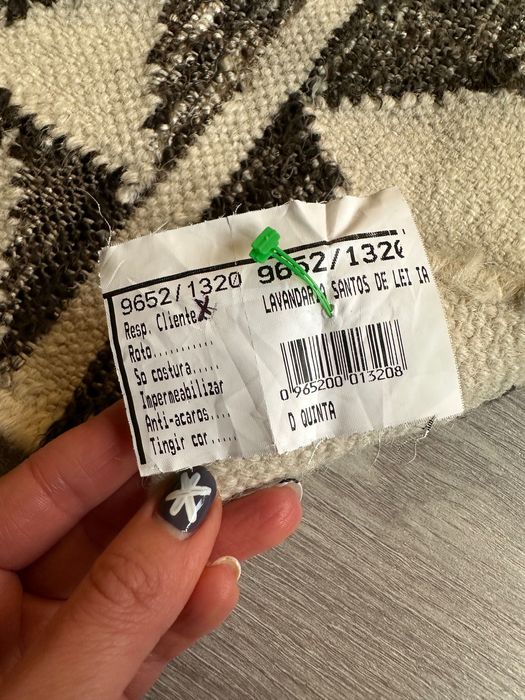 9652/1320
Resp. Cliente X
Roto..........
So costura.....
Impermeabilizar
Anti-acaros....
Tingir cor.....
9652/1320
LAVANDARIA SANTOS DE LEI IA
0 965200 013208
D QUINTA